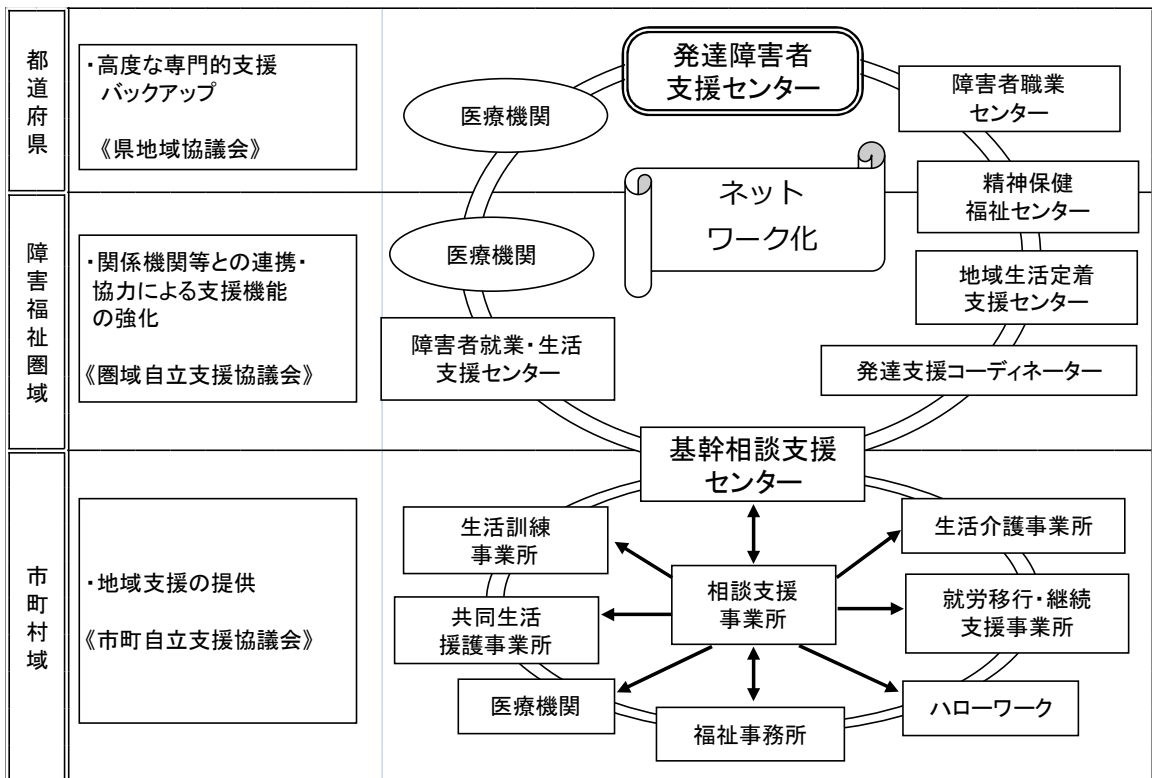 都道府県
・高度な専門的支援
バックアップ
《県地域協議会》
医療機関
発達障害者
支援センター
障害者職業
センター
精神保健
福祉センター
ネット
ワーク化
障害福祉圏域
・関係機関等との連携・
協力による支援機能
の強化
《圏域自立支援協議会》
医療機関
地域生活定着
支援センター
障害者就業・生活
支援センター
発達支援コーディネーター
基幹相談支援
センター
市町村域
・地域支援の提供
《市町自立支援協議会》
生活訓練
事業所
生活介護事業所
相談支援
事業所
共同生活
援護事業所
就労移行・継続
支援事業所
医療機関
福祉事務所
ハローワーク